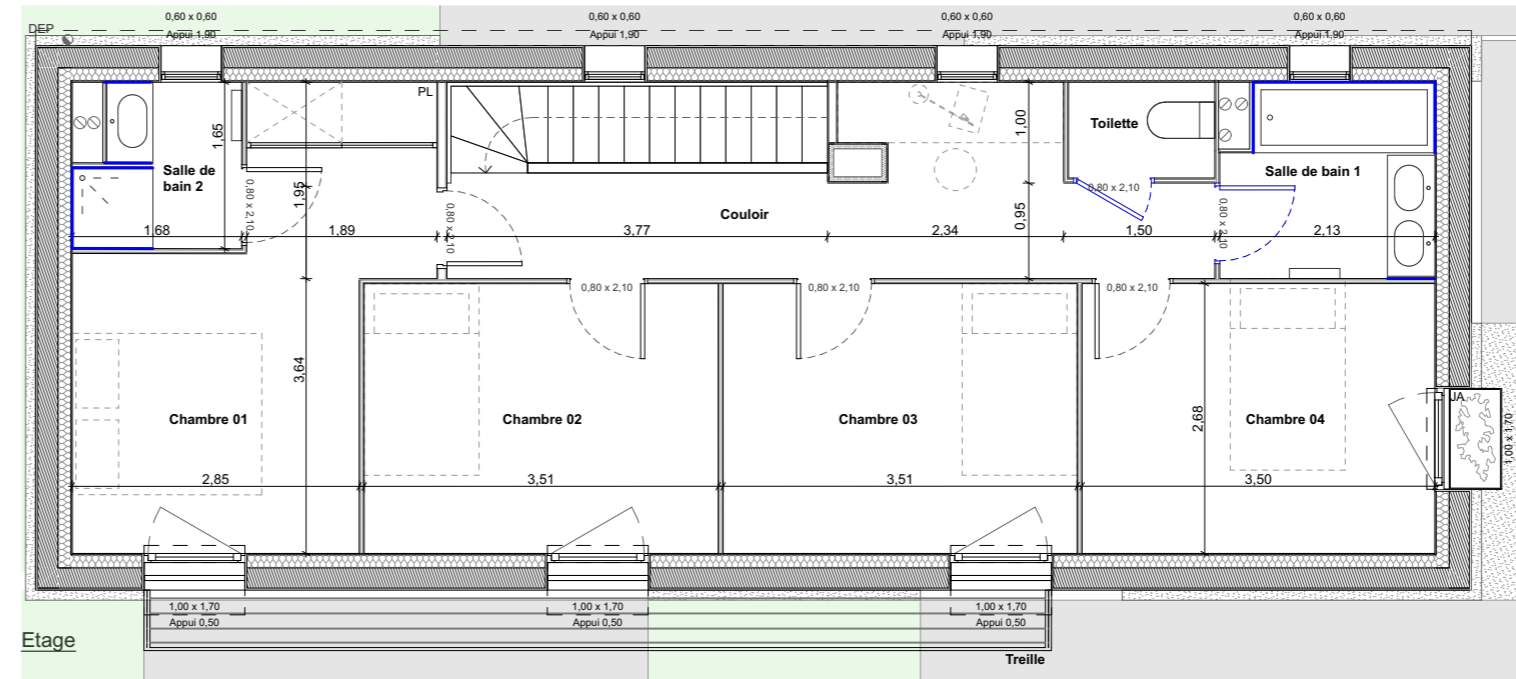 0,60 x 0,60
0,60 x 0,60
0,60 x 0,60
0,60 x 0,60
DEP
Appui 1,90
Appui 1,90
Appui 1,90
Appui 1,90
PL
1,65
1,00
Toilette
Salle de
bain 2
Salle de bain 1
0,80 x 2,10
1,95
0,80 x 2,10
0,80 x 2,10
0,80 x 2,10
Couloir
0,95
1,68
1,89
3,77
2,34
1,50
2,13
0,80 x 2,10
0,80 x 2,10
0,80 x 2,10
3,64
2,68
JA
1,00 x 1,70
Chambre 01
Chambre 02
Chambre 03
Chambre 04
2,85
3,51
3,51
3,50
1,00 x 1,70
1,00 x 1,70
1,00 x 1,70
Appui 0,50
Appui 0,50
Appui 0,50
Etage
Treille